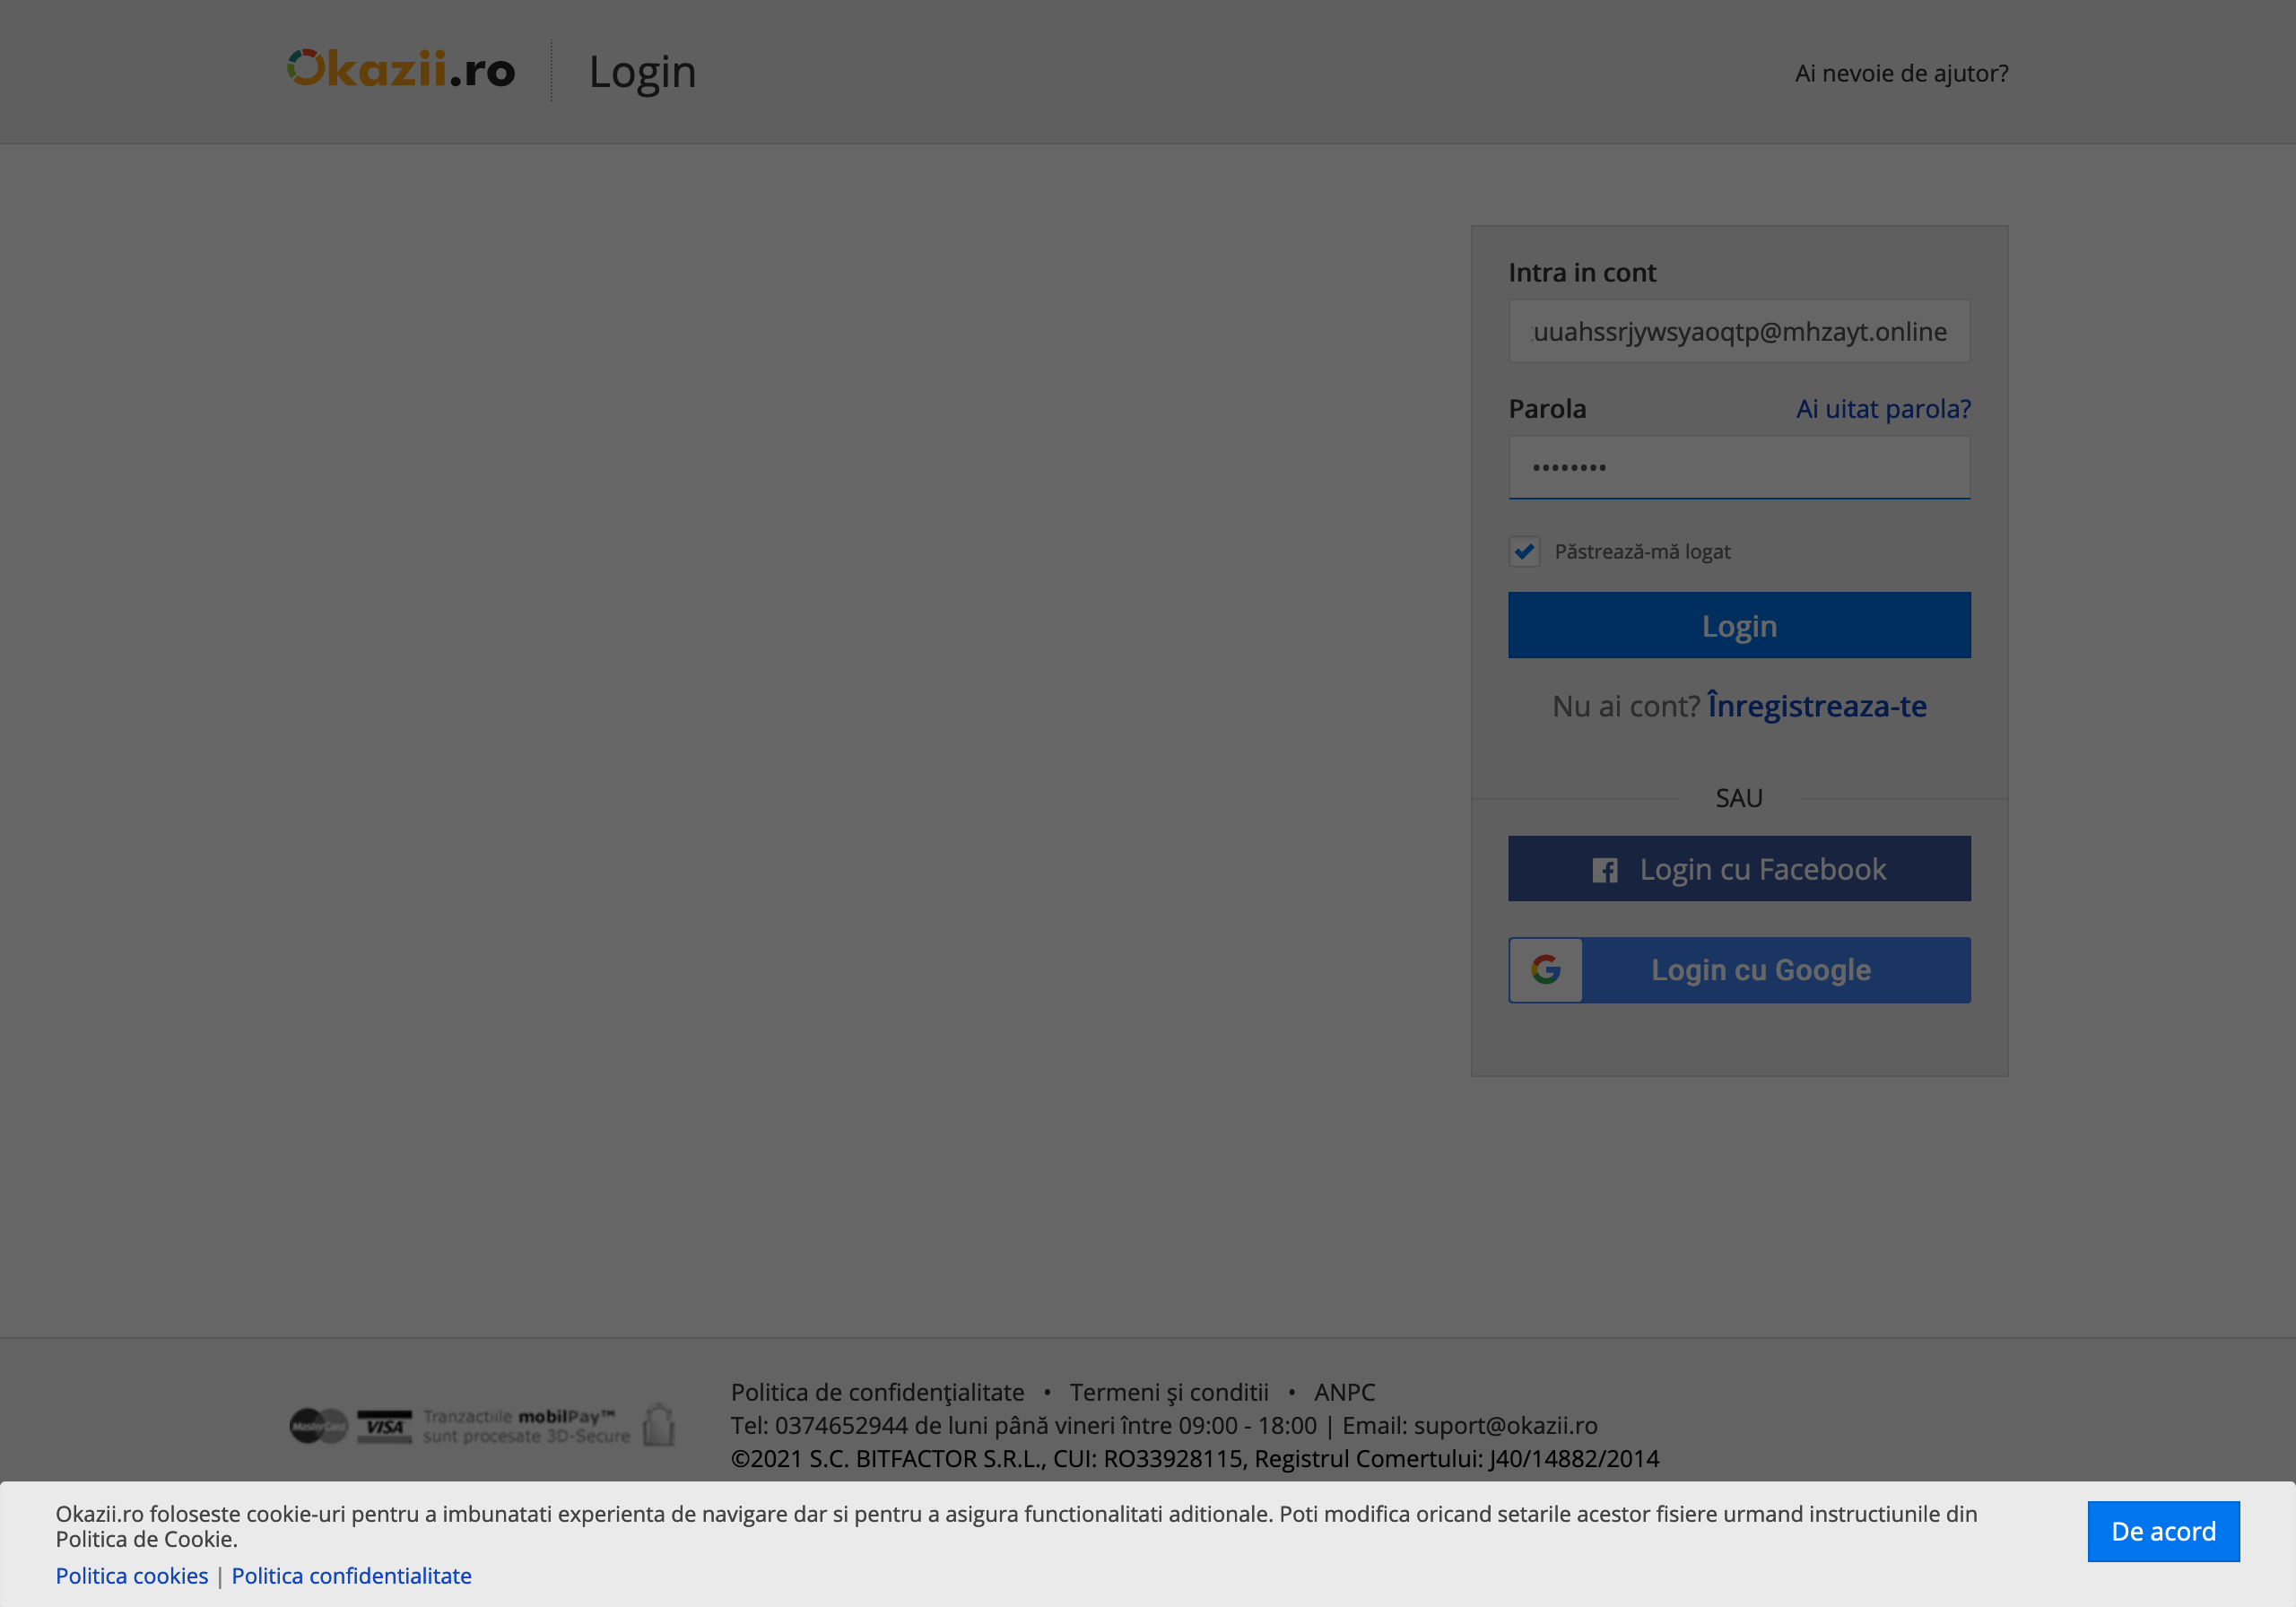 Okazii.ro
Login
Ai nevoie de ajutor?
Intra in cont
uuahssrjywsyaoqtp@mhzayt.online
Parola
Ai uitat parola?
••••••••
Păstrează-mă logat
Login
Nu ai cont? Înregistreaza-te
SAU
Login cu Facebook
Login cu Google
MasterCard
VISA
Tranzactiile mobilPay™
sunt procesate 3D-Secure
Politica de confidenţialitate • Termeni şi conditii • ANPC
Tel: 0374652944 de luni până vineri între 09:00 - 18:00 | Email: suport@okazii.ro
©2021 S.C. BITFACTOR S.R.L., CUI: RO33928115, Registrul Comertului: J40/14882/2014
Okazii.ro foloseste cookie-uri pentru a imbunatati experienta de navigare dar si pentru a asigura functionalitati aditionale. Poti modifica oricand setarile acestor fisiere urmand instructiunile din
Politica de Cookie.
Politica cookies | Politica confidentialitate
De acord